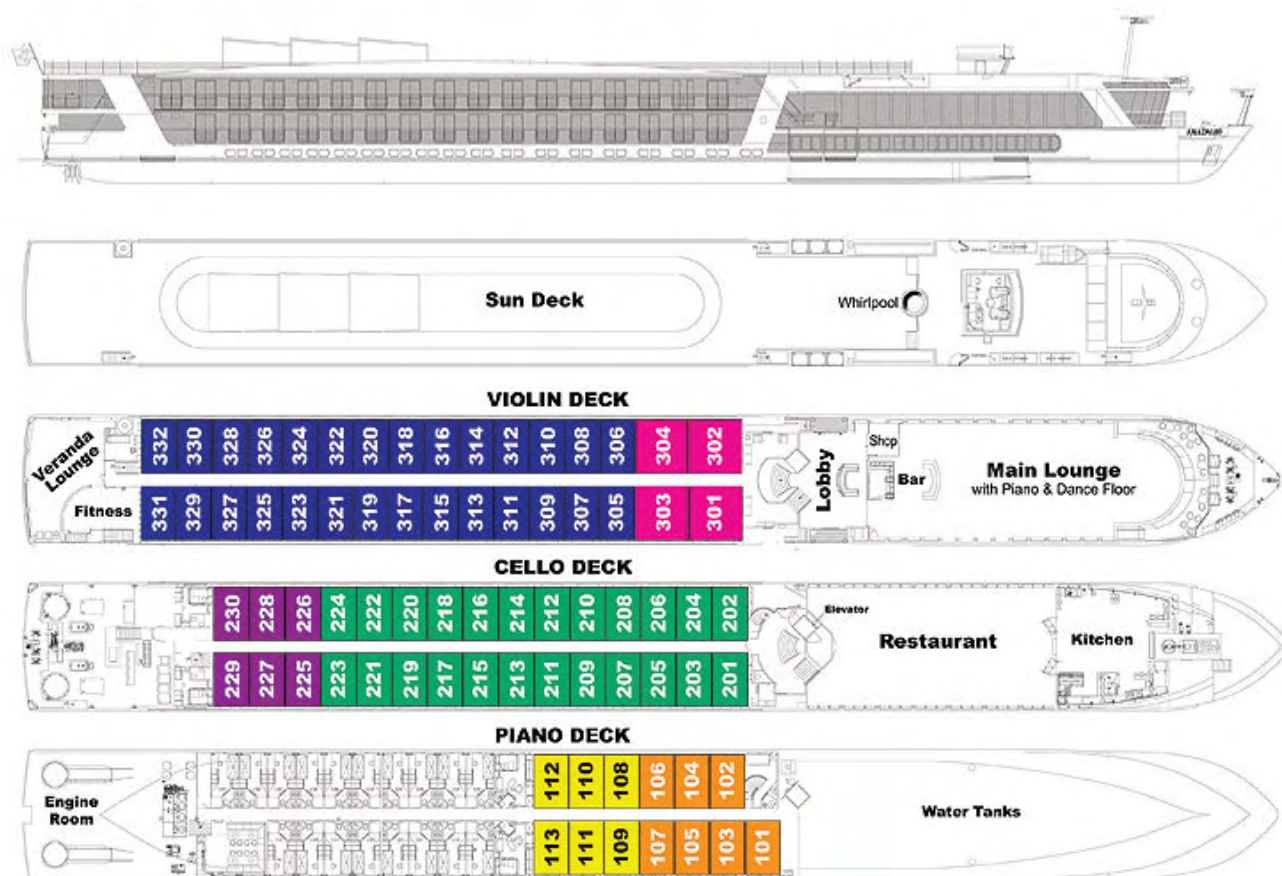 Sun Deck
Whirlpool
VIOLIN DECK
Veranda
Lounge
332 330 328 326 324 322 320 318 316 314 312 310 308 306 304 302
Shop
Lobby
Bar
Main Lounge
with Piano & Dance Floor
Fitness
331 329 327 325 323 321 319 317 315 313 311 309 307 305 303 301
CELLO DECK
230 228 226 224 222 220 218 216 214 212 210 208 206 204 202
Elevator
Restaurant
Kitchen
229 227 225 223 221 219 217 215 213 211 209 207 205 203 201
PIANO DECK
112 110 108 106 104 102
Engine
Room
Water Tanks
113 111 109 107 105 103 101